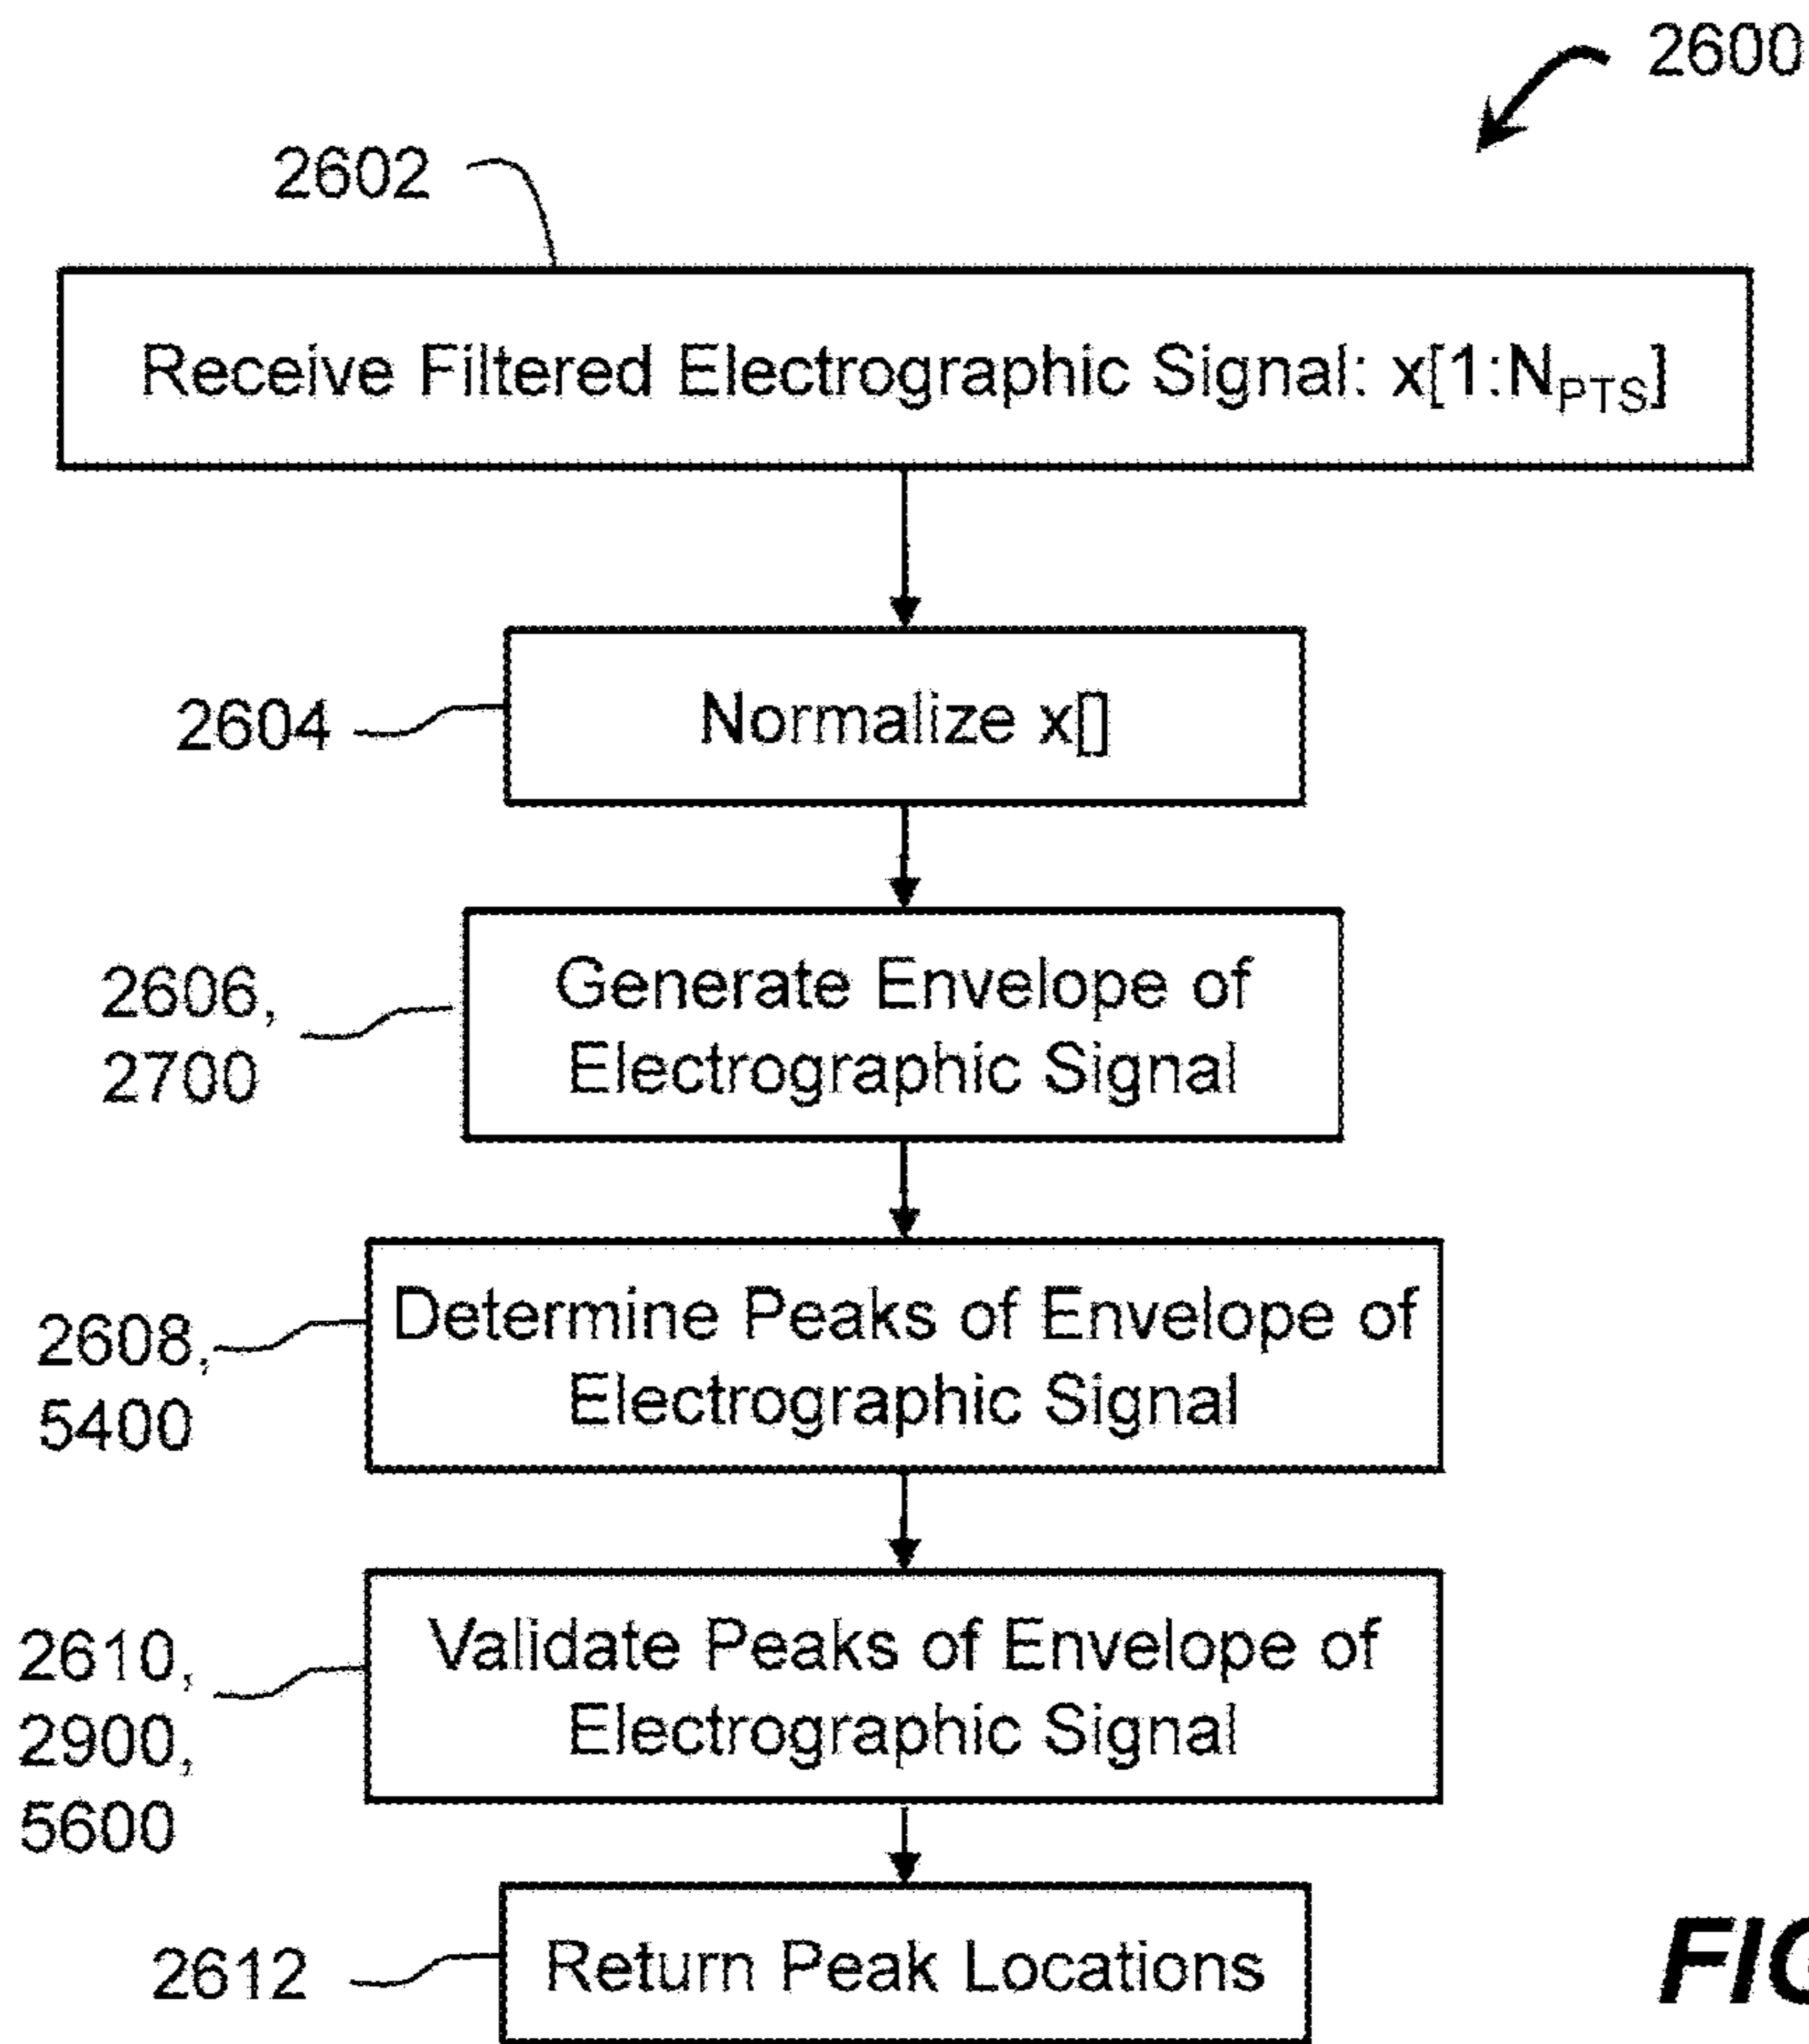 2600
2602
Receive Filtered Electrographic Signal: x[1:N_PTS]
2604
Normalize x[]
2606,
2700
Generate Envelope of
Electrographic Signal
2608,
5400
Determine Peaks of Envelope of
Electrographic Signal
2610,
2900,
5600
Validate Peaks of Envelope of
Electrographic Signal
2612
Return Peak Locations